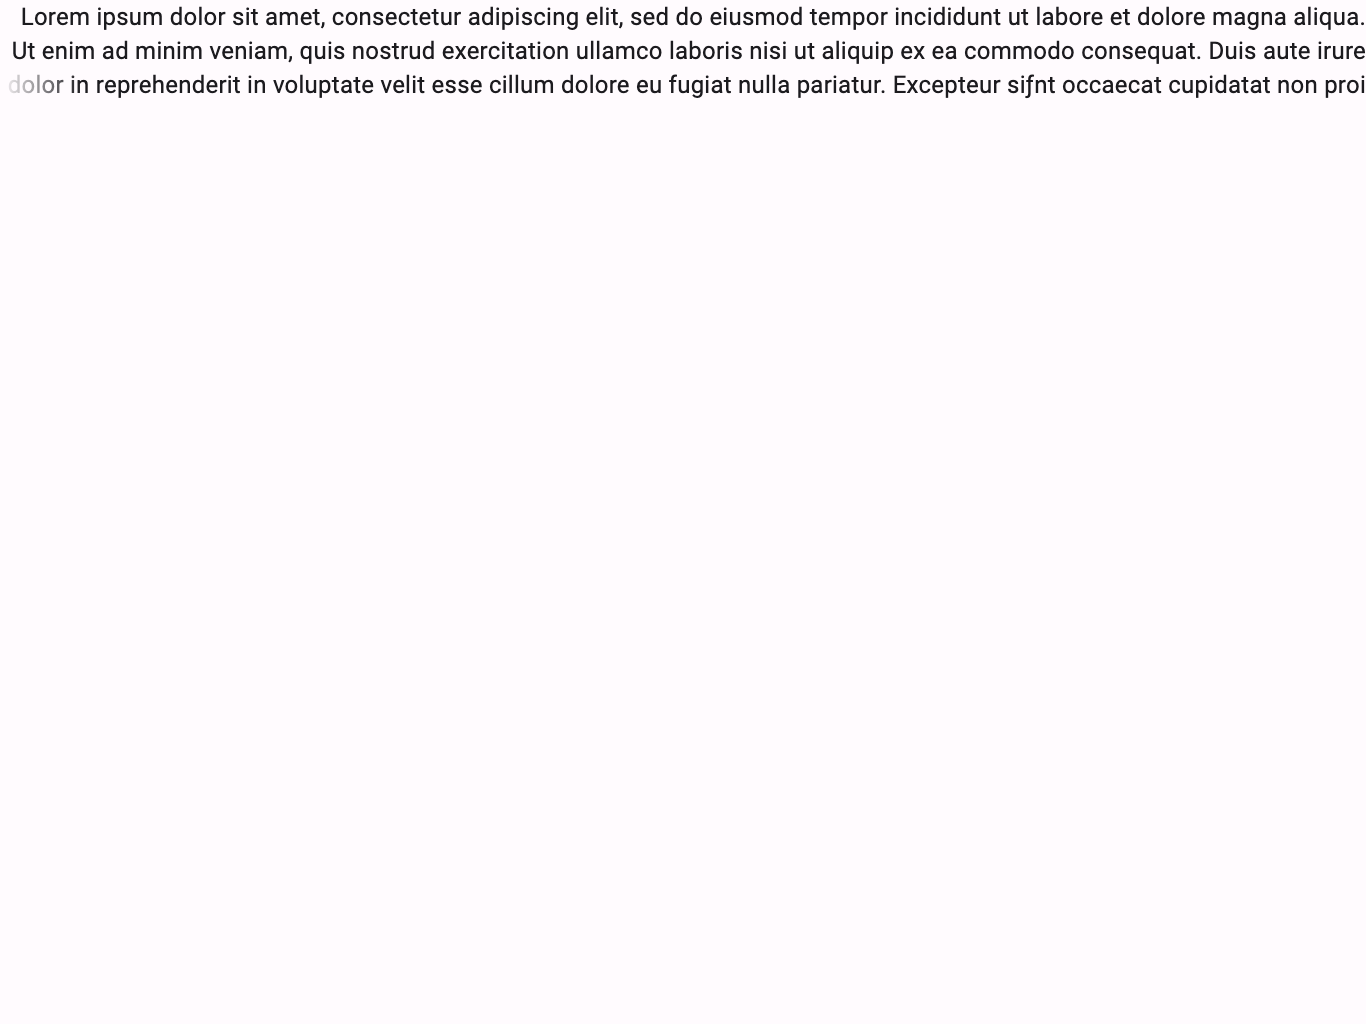 Lorem ipsum dolor sit amet, consectetur adipiscing elit, sed do eiusmod tempor incididunt ut labore et dolore magna aliqua.
Ut enim ad minim veniam, quis nostrud exercitation ullamco laboris nisi ut aliquip ex ea commodo consequat. Duis aute irure
dolor in reprehenderit in voluptate velit esse cillum dolore eu fugiat nulla pariatur. Excepteur siƒnt occaecat cupidatat non proi